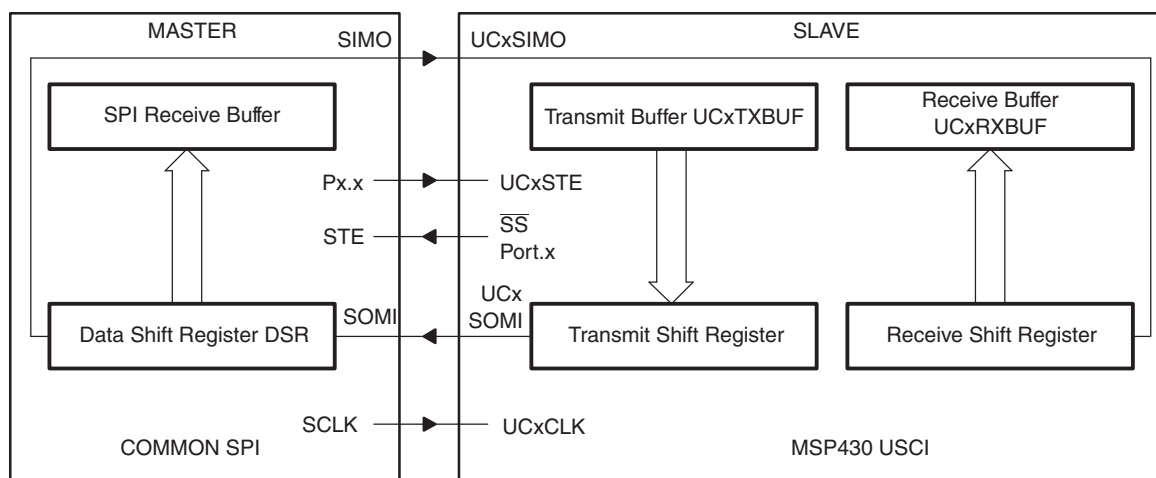 MASTER
SIMO
UCxSIMO
SLAVE
SPI Receive Buffer
Transmit Buffer UCxTXBUF
Receive Buffer
UCxRXBUF
Px.x
UCxSTE
STE
S̅S̅
Port.x
SOMI
UCx
SOMI
Data Shift Register DSR
Transmit Shift Register
Receive Shift Register
SCLK
UCxCLK
COMMON SPI
MSP430 USCI